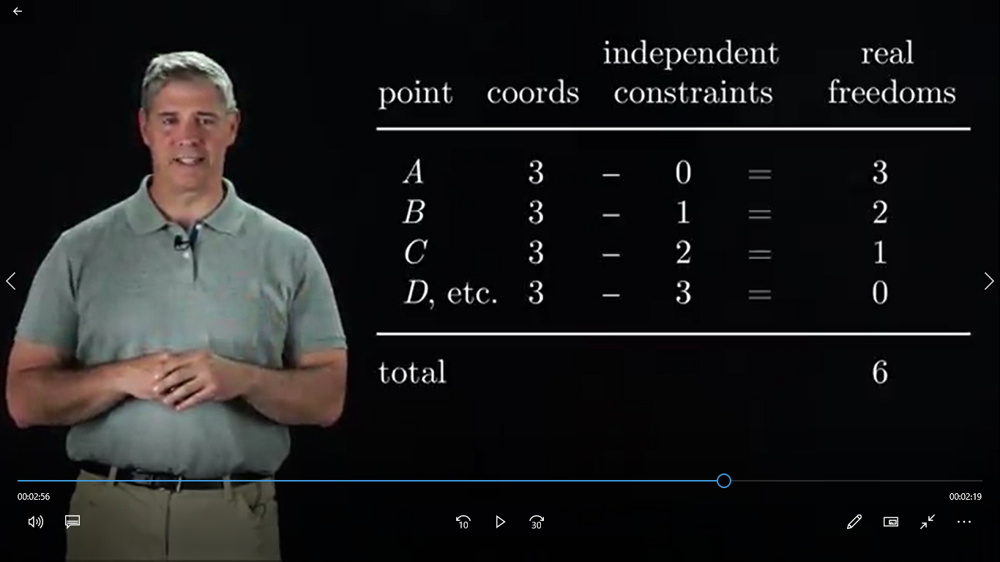 independent real
point coords constraints freedoms
A 3 – 0 = 3
B 3 – 1 = 2
C 3 – 2 = 1
D, etc. 3 – 3 = 0
total 6
00:02:56 00:02:19
10 30